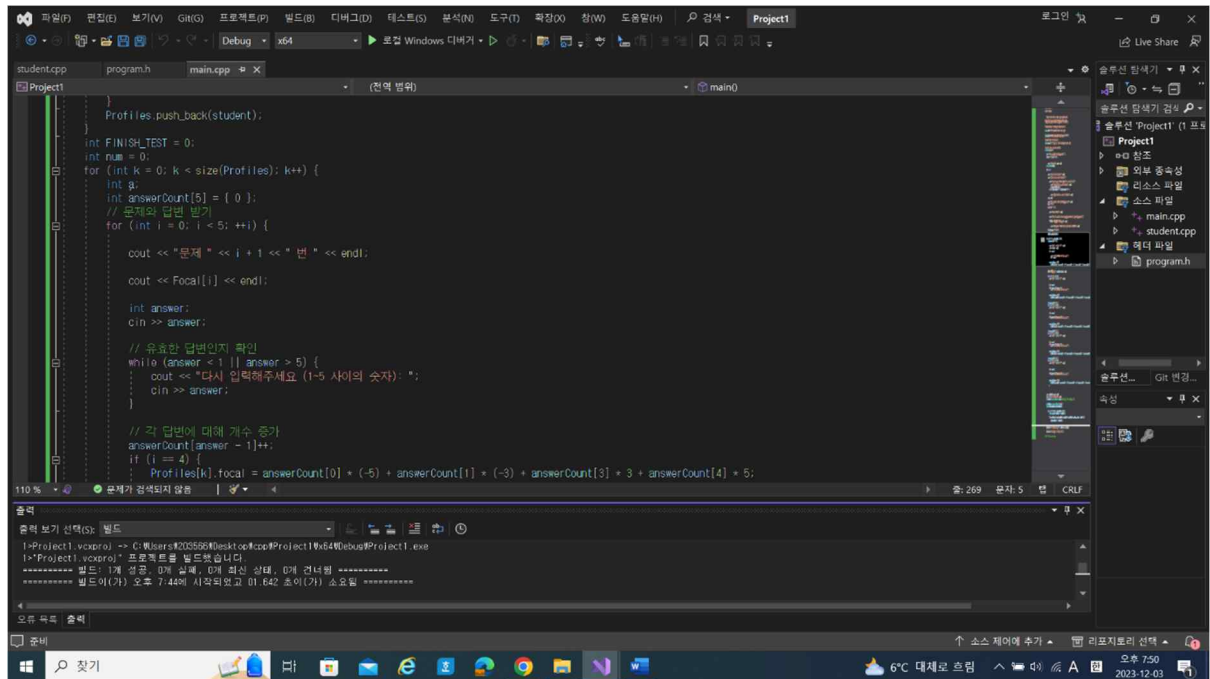 파일(F) 편집(E) 보기(V) Git(G) 프로젝트(P) 빌드(B) 디버그(D) 테스트(S) 분석(N) 도구(T) 확장(X) 창(W) 도움말(H) 검색 Project1 로그인
Debug x64 로컬 Windows 디버거 Live Share
student.cpp program.h main.cpp
Project1 (전역 범위) main()
}
Profiles.push_back(student);
}
int FINISH_TEST = 0;
int num = 0;
for (int k = 0; k < size(Profiles); k++) {
int a;
int answerCount[5] = { 0 };
// 문제와 답변 받기
for (int i = 0; i < 5; ++i) {
cout << "문제 " << i + 1 << " 번 " << endl;
cout << Focal[i] << endl;
int answer;
cin >> answer;
// 유효한 답변인지 확인
while (answer < 1 || answer > 5) {
cout << "다시 입력해주세요 (1~5 사이의 숫자): ";
cin >> answer;
}
// 각 답변에 대해 개수 증가
answerCount[answer - 1]++;
if (i == 4) {
Profiles[k].focal = answerCount[0] * (-5) + answerCount[1] * (-3) + answerCount[3] * 3 + answerCount[4] * 5;
110 % 문제가 검색되지 않음 줄: 269 문자: 5 탭 CRLF
솔루션 탐색기
솔루션 탐색기 검색
솔루션 'Project1' (1 프로
Project1
참조
외부 종속성
리소스 파일
소스 파일
main.cpp
student.cpp
헤더 파일
program.h
솔루션... Git 변경...
속성
출력
출력 보기 선택(S): 빌드
1>Project1.vcxproj -> C:₩Users₩203566₩Desktop₩cpp₩Project1₩x64₩Debug₩Project1.exe
1>"Project1.vcxproj" 프로젝트를 빌드했습니다.
========== 빌드: 1개 성공, 0개 실패, 0개 최신 상태, 0개 건너뜀 ==========
========== 빌드이(가) 오후 7:44에 시작되었고 01.642 초이(가) 소요됨 ==========
오류 목록 출력
준비 소스 제어에 추가 리포지토리 선택
찾기 6°C 대체로 흐림 A 한 오후 7:50
2023-12-03